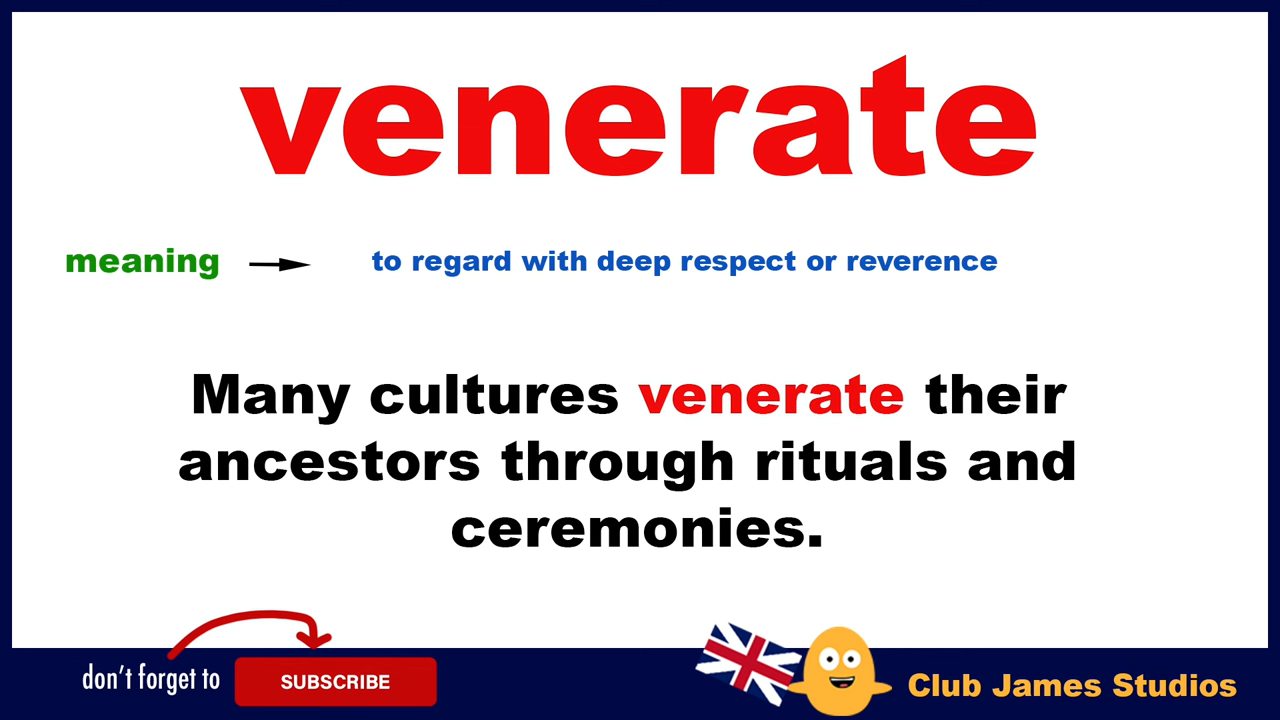 venerate
meaning to regard with deep respect or reverence
Many cultures venerate their
ancestors through rituals and
ceremonies.
don't forget to SUBSCRIBE
Club James Studios